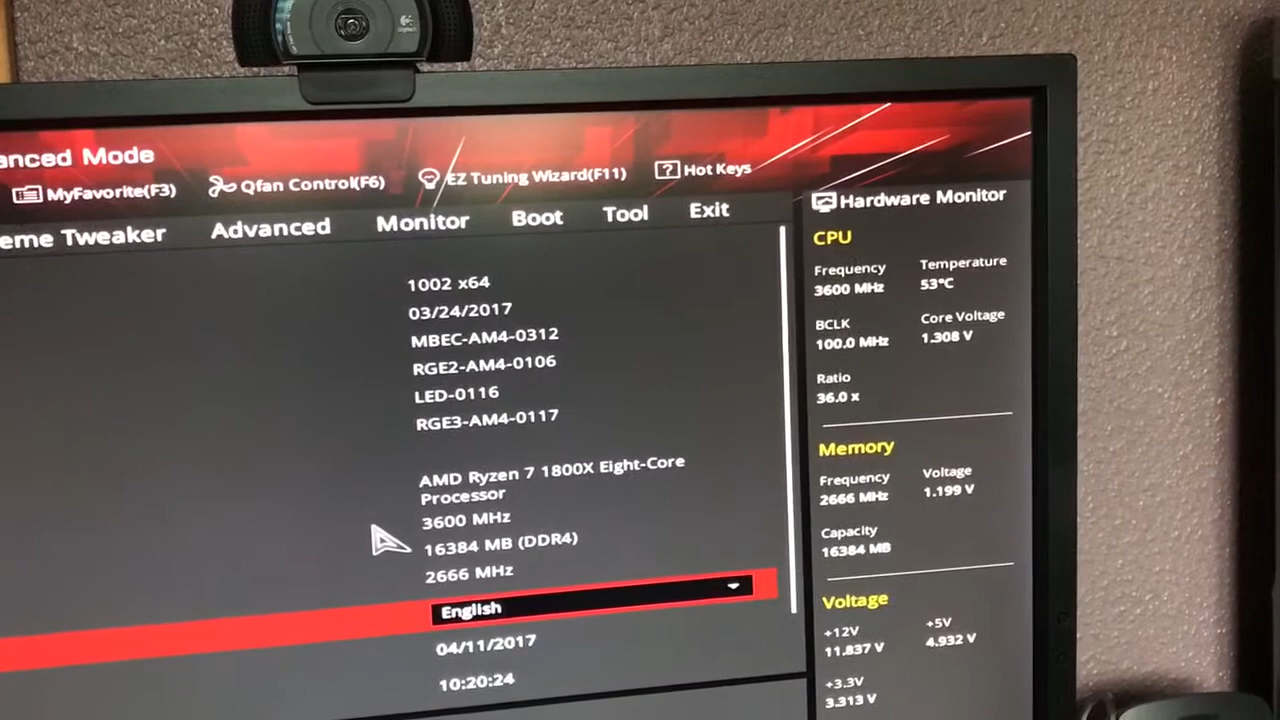 anced Mode
MyFavorite(F3)
Qfan Control(F6)
EZ Tuning Wizard(F11)
? Hot Keys
eme Tweaker
Advanced
Monitor
Boot
Tool
Exit
1002 x64
03/24/2017
MBEC-AM4-0312
RGE2-AM4-0106
LED-0116
RGE3-AM4-0117
AMD Ryzen 7 1800X Eight-Core
Processor
3600 MHz
16384 MB (DDR4)
2666 MHz
English
04/11/2017
10:20:24
Hardware Monitor
CPU
Frequency Temperature
3600 MHz 53°C
BCLK Core Voltage
100.0 MHz 1.308 V
Ratio
36.0 x
Memory
Frequency Voltage
2666 MHz 1.199 V
Capacity
16384 MB
Voltage
+12V +5V
11.837 V 4.932 V
+3.3V
3.313 V